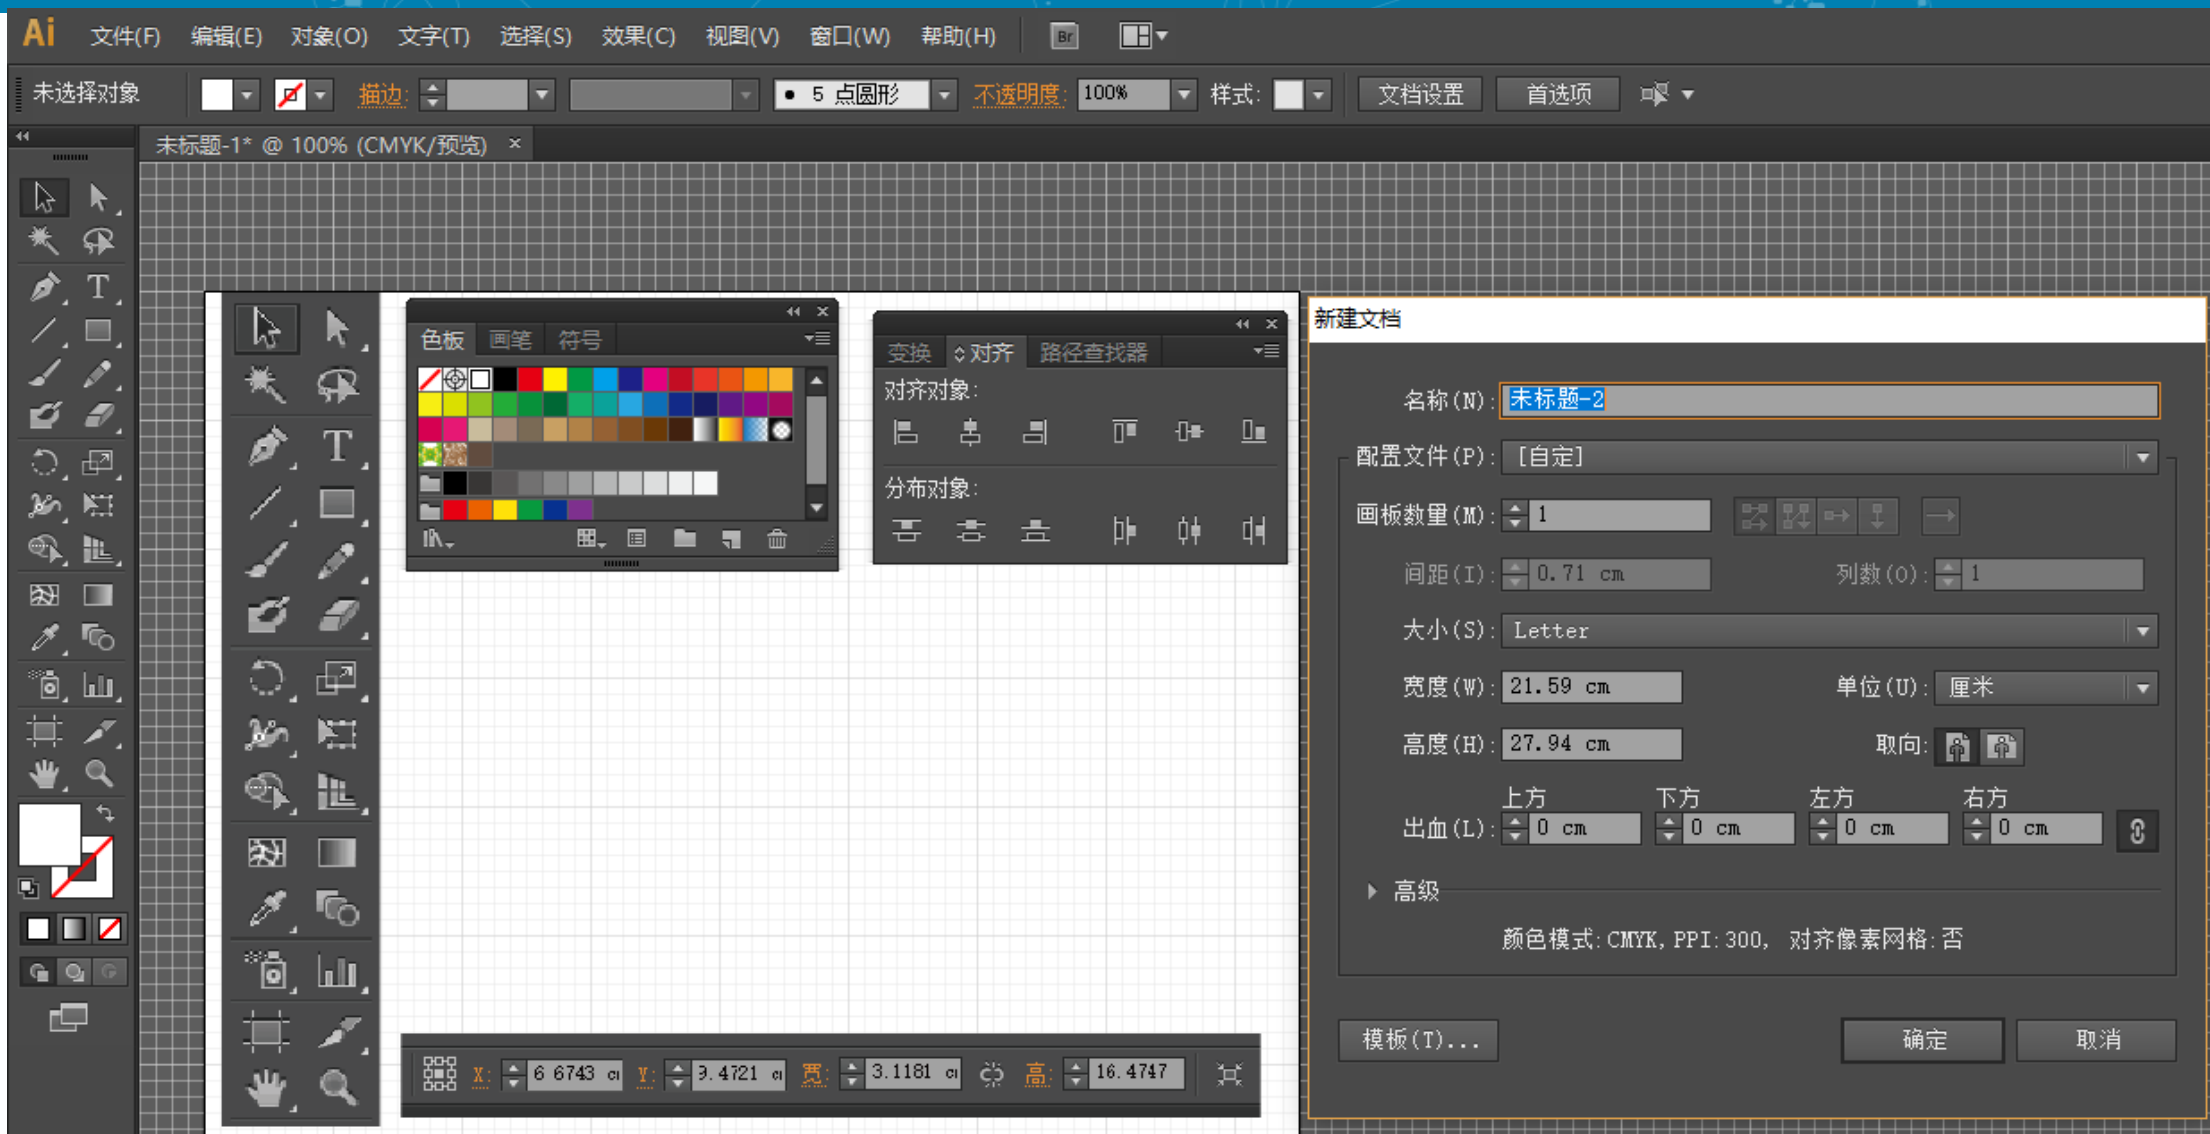 Ai 文件(F) 编辑(E) 对象(O) 文字(T) 选择(S) 效果(C) 视图(V) 窗口(W) 帮助(H) Br
未选择对象 描边: 5 点圆形 不透明度: 100% 样式: 文档设置 首选项
未标题-1* @ 100% (CMYK/预览) ×
色板 画笔 符号
变换 对齐 路径查找器
对齐对象:
分布对象:
X: 6 6743 Y: 9.4721 宽: 3.1181 高: 16.4747
新建文档
名称(N): 未标题-2
配置文件(P): [自定]
画板数量(M): 1
间距(I): 0.71 cm 列数(O): 1
大小(S): Letter
宽度(W): 21.59 cm 单位(U): 厘米
高度(H): 27.94 cm 取向:
上方 下方 左方 右方
出血(L): 0 cm 0 cm 0 cm 0 cm
高级
颜色模式:CMYK, PPI:300, 对齐像素网格:否
模板(T)... 确定 取消